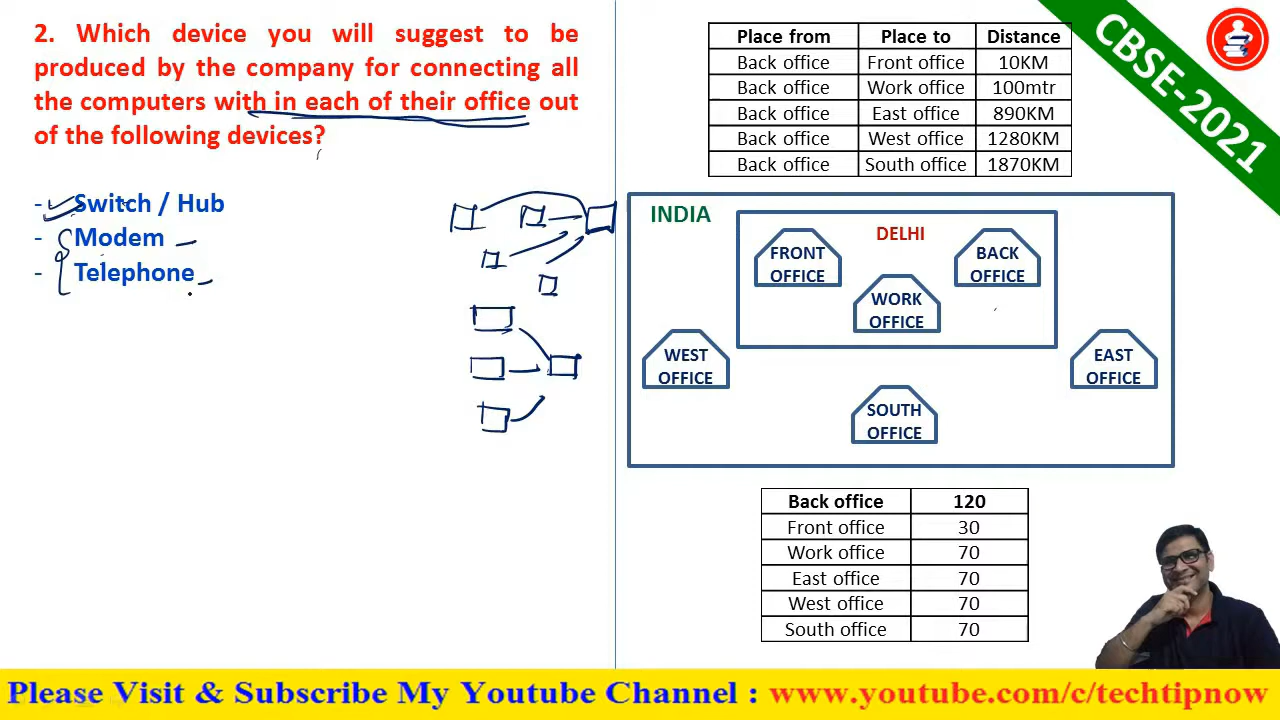 2. Which device you will suggest to be
produced by the company for connecting all
the computers with in each of their office out
of the following devices?
- Switch / Hub
- Modem
- Telephone
Place from Place to Distance
Back office Front office 10KM
Back office Work office 100mtr
Back office East office 890KM
Back office West office 1280KM
Back office South office 1870KM
CBSE-2021
INDIA
DELHI
FRONT
OFFICE
BACK
OFFICE
WORK
OFFICE
WEST
OFFICE
EAST
OFFICE
SOUTH
OFFICE
Back office 120
Front office 30
Work office 70
East office 70
West office 70
South office 70
Please Visit & Subscribe My Youtube Channel : www.youtube.com/c/techtipnow